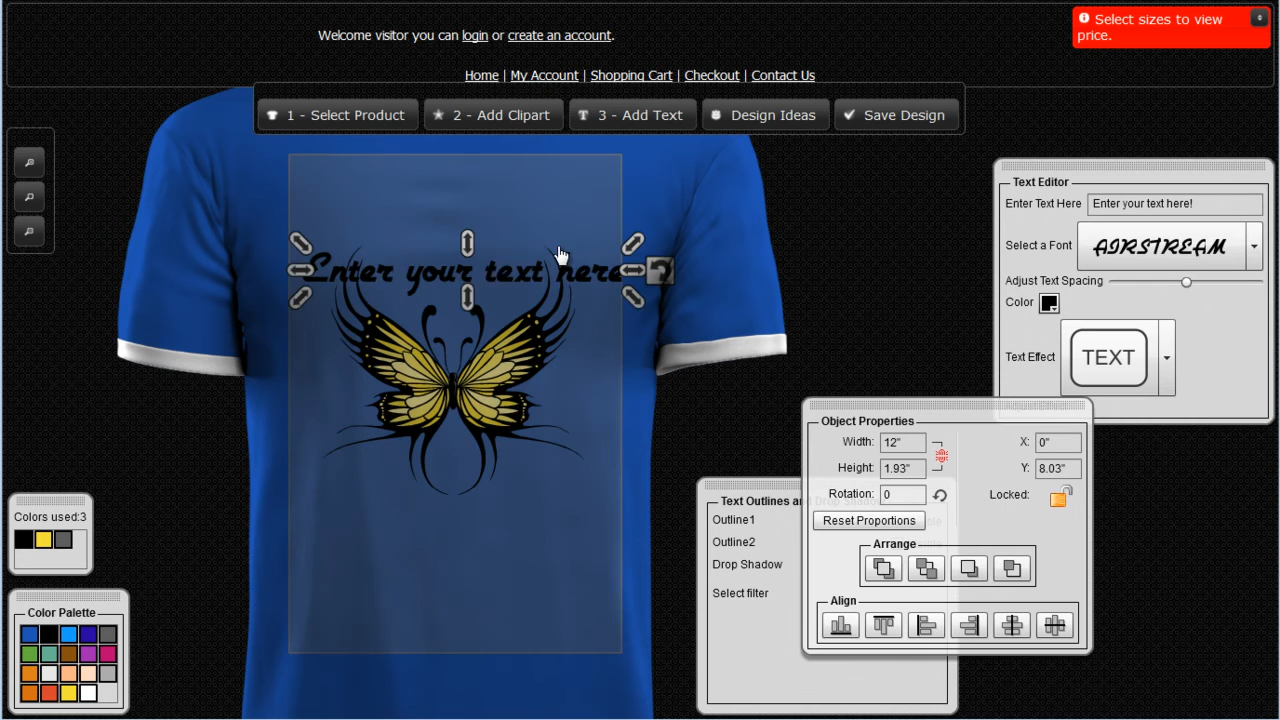 Welcome visitor you can login or create an account.
Select sizes to view
price.
Home | My Account | Shopping Cart | Checkout | Contact Us
1 - Select Product
2 - Add Clipart
3 - Add Text
Design Ideas
Save Design
Enter your text here
Text Editor
Enter Text Here
Enter your text here!
Select a Font
AIRSTREAM
Adjust Text Spacing
Color
Text Effect
TEXT
Object Properties
Width: 12"
X: 0"
Height: 1.93"
Y: 8.03"
Rotation: 0
Locked:
Reset Proportions
Arrange
Align
Text Outlines and Drop Shadow
Outline1
Outline2
Drop Shadow
Select filter
Colors used:3
Color Palette